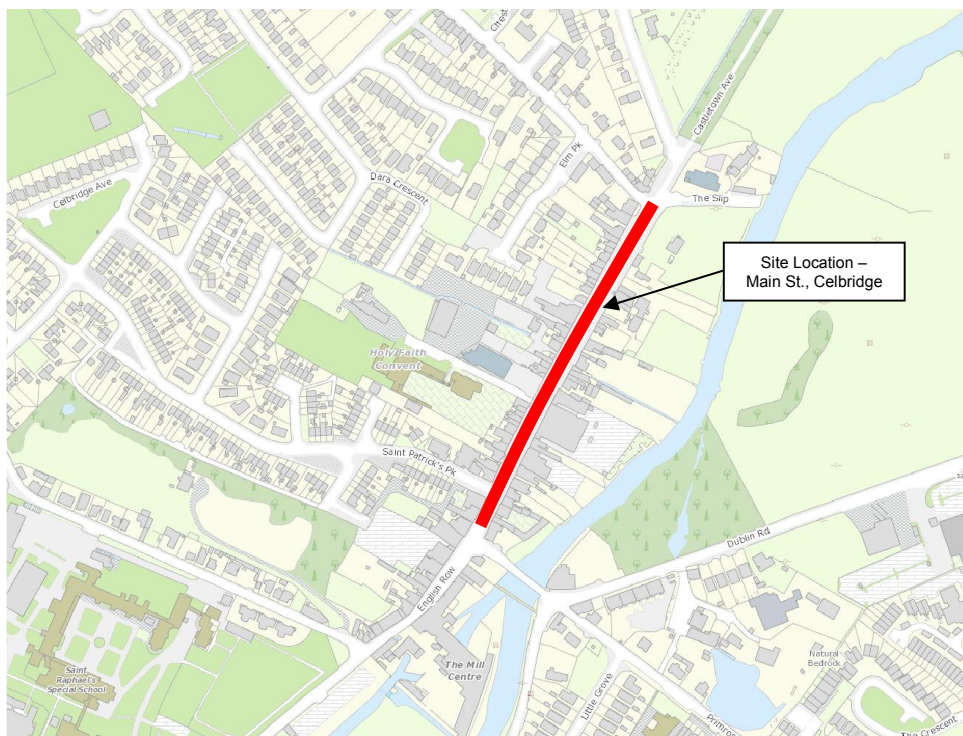 Chest
Castletown Ave
Elm Pk
Celbridge Ave
Dara Crescent
The Slip
Site Location –
Main St., Celbridge
Holy Faith
Convent
Saint Patrick's Pk
Dublin Rd
English Row
Saint
Raphael's
Special School
The Mill
Centre
Natural
Bedrock
Little Grove
Primros
The Crescent